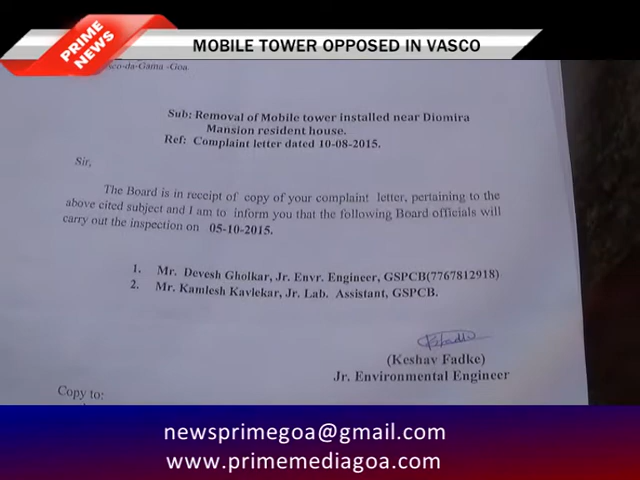 PRIME
NEWS
MOBILE TOWER OPPOSED IN VASCO
-da-Gama -Goa.
Sub: Removal of Mobile tower installed near Diomira
Mansion resident house.
Ref: Complaint letter dated 10-08-2015.
Sir,
The Board is in receipt of copy of your complaint letter, pertaining to the
above cited subject and I am to inform you that the following Board officials will
carry out the inspection on 05-10-2015.
1. Mr. Devesh Gholkar, Jr. Envr. Engineer, GSPCB(7767812918)
2. Mr. Kamlesh Kavlekar, Jr. Lab. Assistant, GSPCB.
(Keshav Fadke)
Jr. Environmental Engineer
Copy to:
newsprimegoa@gmail.com
www.primemediagoa.com